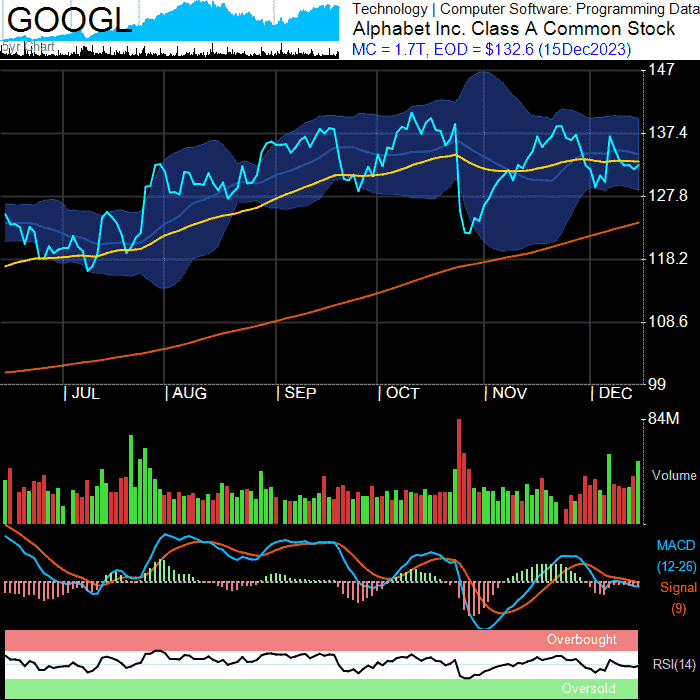 GOOGL
Technology | Computer Software: Programming Data
Alphabet Inc. Class A Common Stock
MC = 1.7T, EOD = $132.6 (15Dec2023)
147
137.4
127.8
118.2
108.6
99
| JUL | AUG | SEP | OCT | NOV | DEC
84M
Volume
MACD
(12-26)
Signal
(9)
Overbought
RSI(14)
Oversold